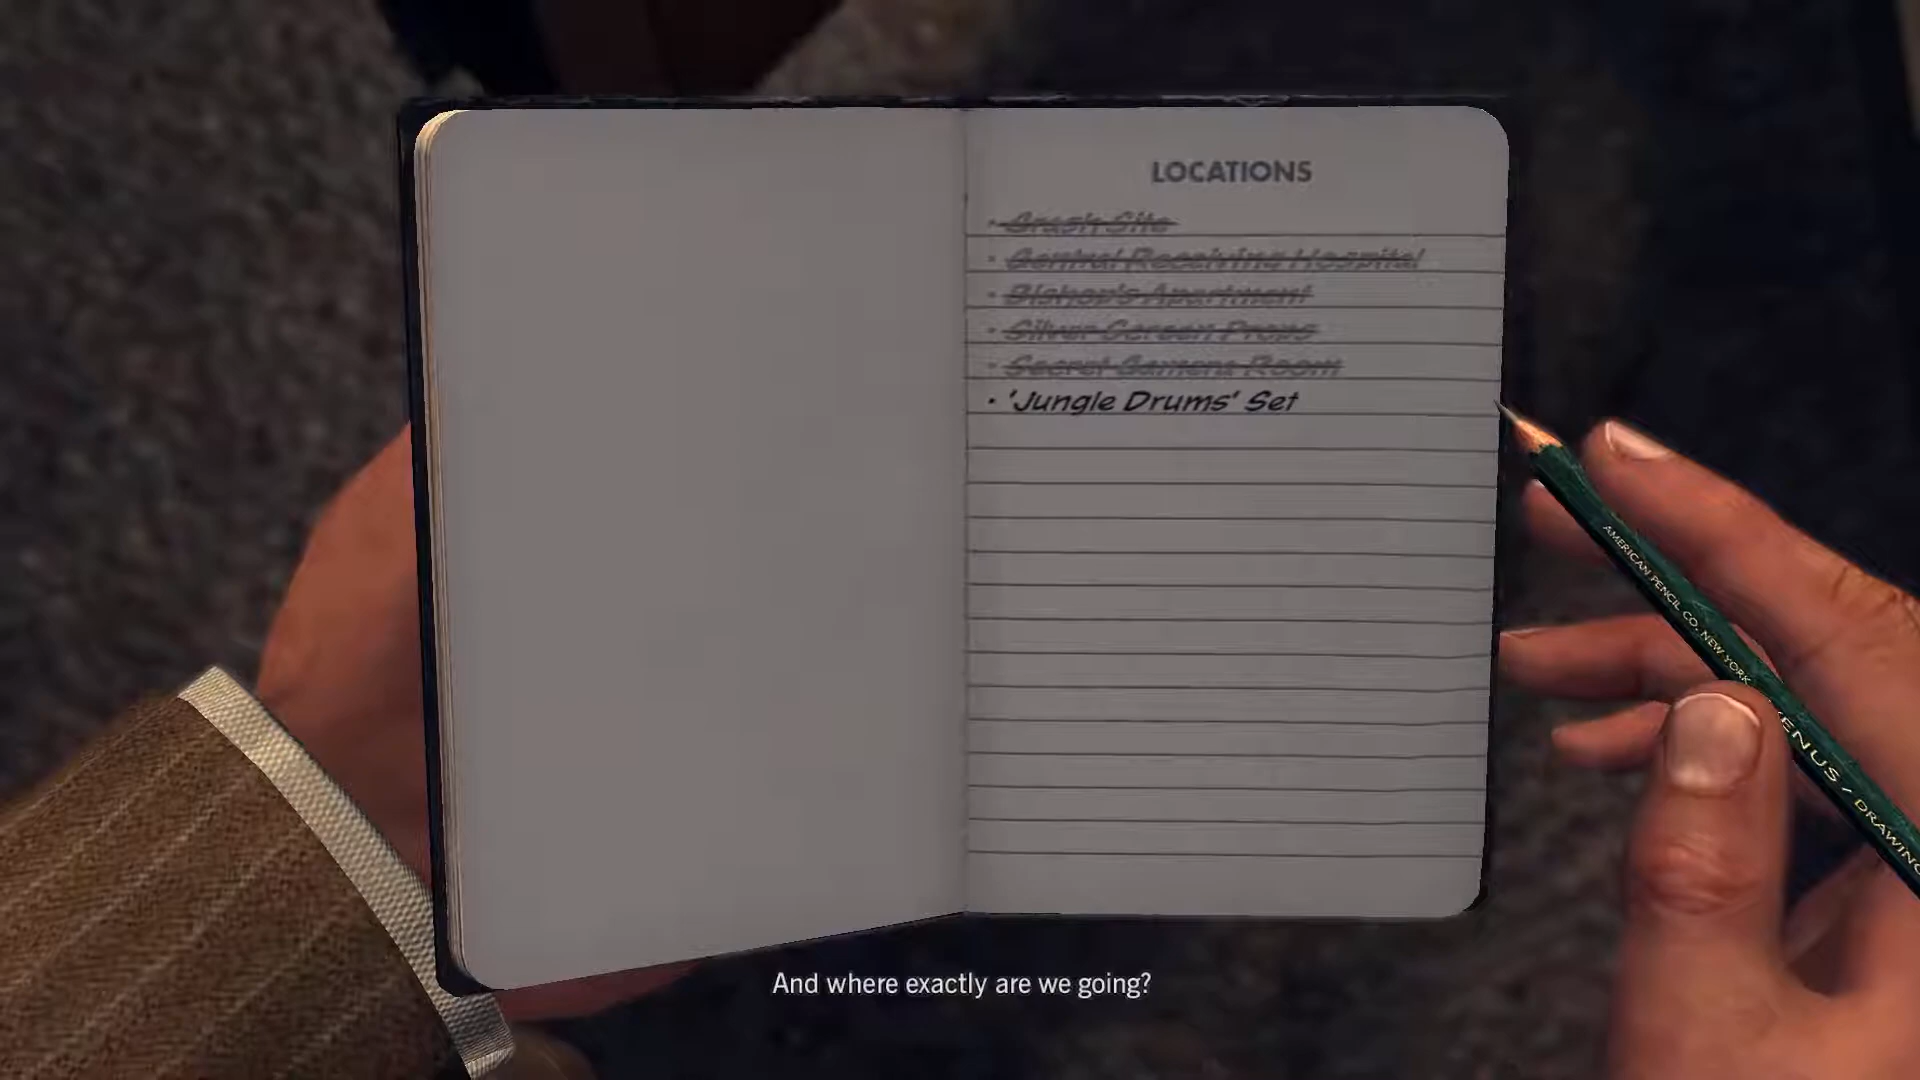 LOCATIONS
· Crash Site
· Central Receiving Hospital
· Bishop's Apartment
· Silver Screen Props
· Secret Camera Room
· 'Jungle Drums' Set
AMERICAN PENCIL CO. NEW YORK
VENUS / DRAWING
And where exactly are we going?